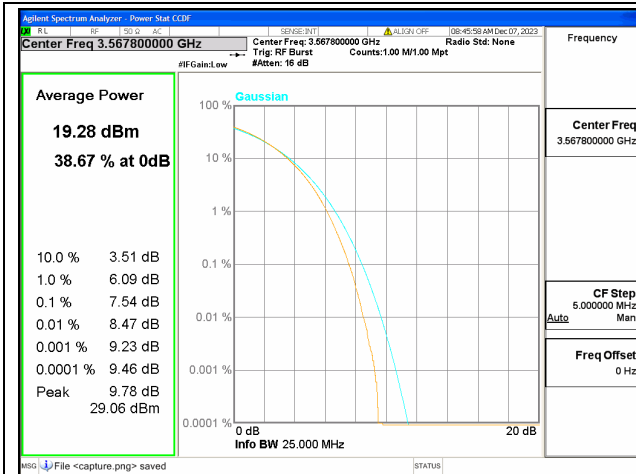 Agilent Spectrum Analyzer - Power Stat CCDF
RL RF 50 Ω AC SENSE:INT ALIGN OFF 08:45:58 AM Dec 07, 2023
Center Freq 3.567800000 GHz
Center Freq: 3.567800000 GHz Radio Std: None
Trig: RF Burst Counts:1.00 M/1.00 Mpt
#IFGain:Low #Atten: 16 dB
Frequency
Average Power
19.28 dBm
38.67 % at 0dB
10.0 % 3.51 dB
1.0 % 6.09 dB
0.1 % 7.54 dB
0.01 % 8.47 dB
0.001 % 9.23 dB
0.0001 % 9.46 dB
Peak 9.78 dB
29.06 dBm
Gaussian
100 %
10 %
1 %
0.1 %
0.01 %
0.001 %
0.0001 %
0 dB 20 dB
Info BW 25.000 MHz
Center Freq
3.567800000 GHz
CF Step
5.000000 MHz
Auto Man
Freq Offset
0 Hz
MSG File <capture.png> saved STATUS